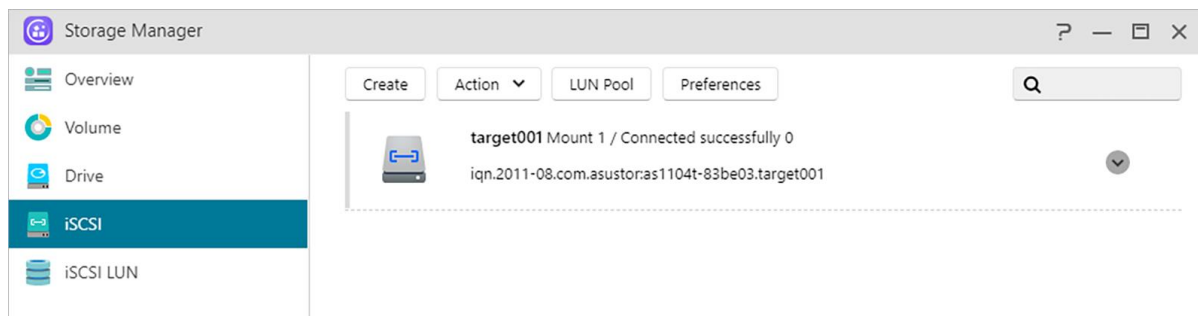 Storage Manager
Overview
Volume
Drive
iSCSI
iSCSI LUN
Create
Action
LUN Pool
Preferences
target001 Mount 1 / Connected successfully 0
iqn.2011-08.com.asustor:as1104t-83be03.target001